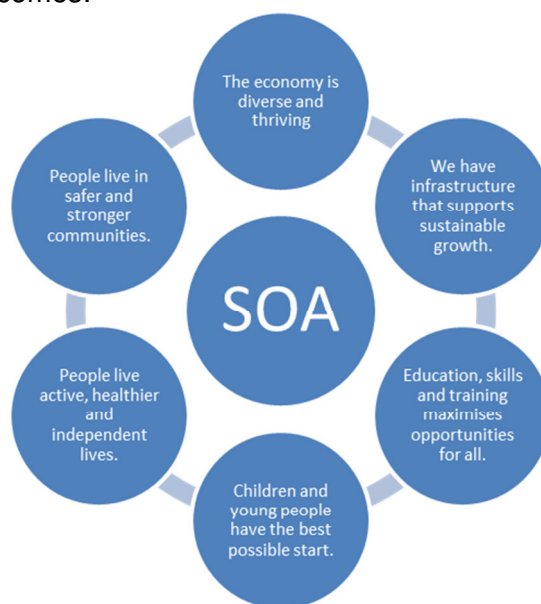 The economy is
diverse and
thriving
We have
infrastructure
that supports
sustainable
growth.
Education, skills
and training
maximises
opportunities
for all.
Children and
young people
have the best
possible start.
People live
active, healthier
and
independent
lives.
People live in
safer and
stronger
communities.
SOA